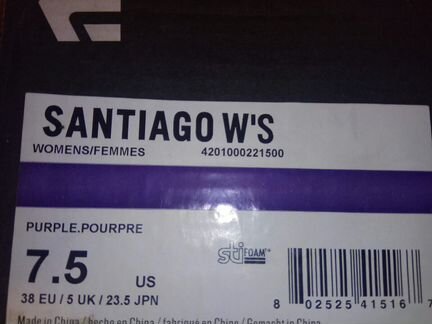 SANTIAGO W'S
WOMENS/FEMMES 4201000221500
PURPLE.POURPRE
sti FOAM
7.5 US
38 EU / 5 UK / 23.5 JPN
8 02525 41516 7
Made in China / hecho en China / fabriqué en Chine / Gemacht in China